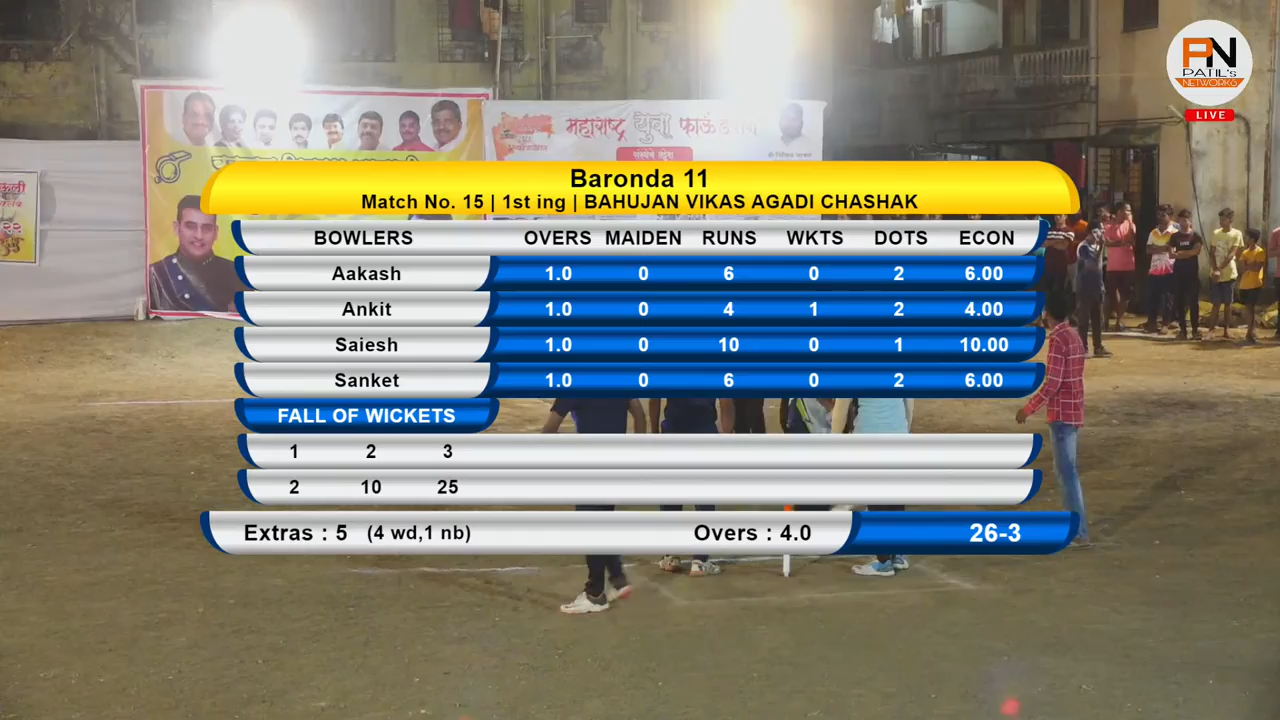 PN
PATIL's
NETWORKS
LIVE
महाराष्ट्र युवा फाऊंडेशन
Baronda 11
Match No. 15 | 1st ing | BAHUJAN VIKAS AGADI CHASHAK
BOWLERS OVERS MAIDEN RUNS WKTS DOTS ECON
Aakash 1.0 0 6 0 2 6.00
Ankit 1.0 0 4 1 2 4.00
Saiesh 1.0 0 10 0 1 10.00
Sanket 1.0 0 6 0 2 6.00
FALL OF WICKETS
1 2 3
2 10 25
Extras : 5 (4 wd,1 nb) Overs : 4.0 26-3